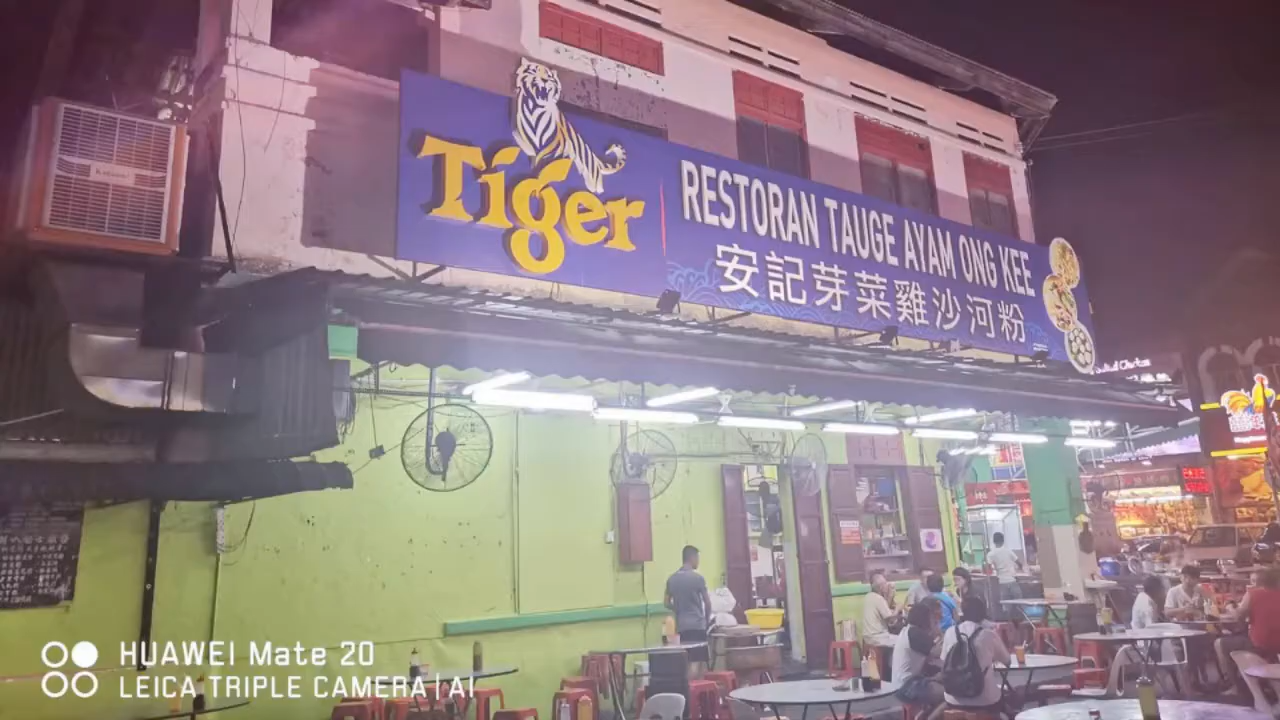 Tiger
RESTORAN TAUGE AYAM ONG KEE
安記芽菜雞沙河粉
HUAWEI Mate 20
LEICA TRIPLE CAMERA | AI